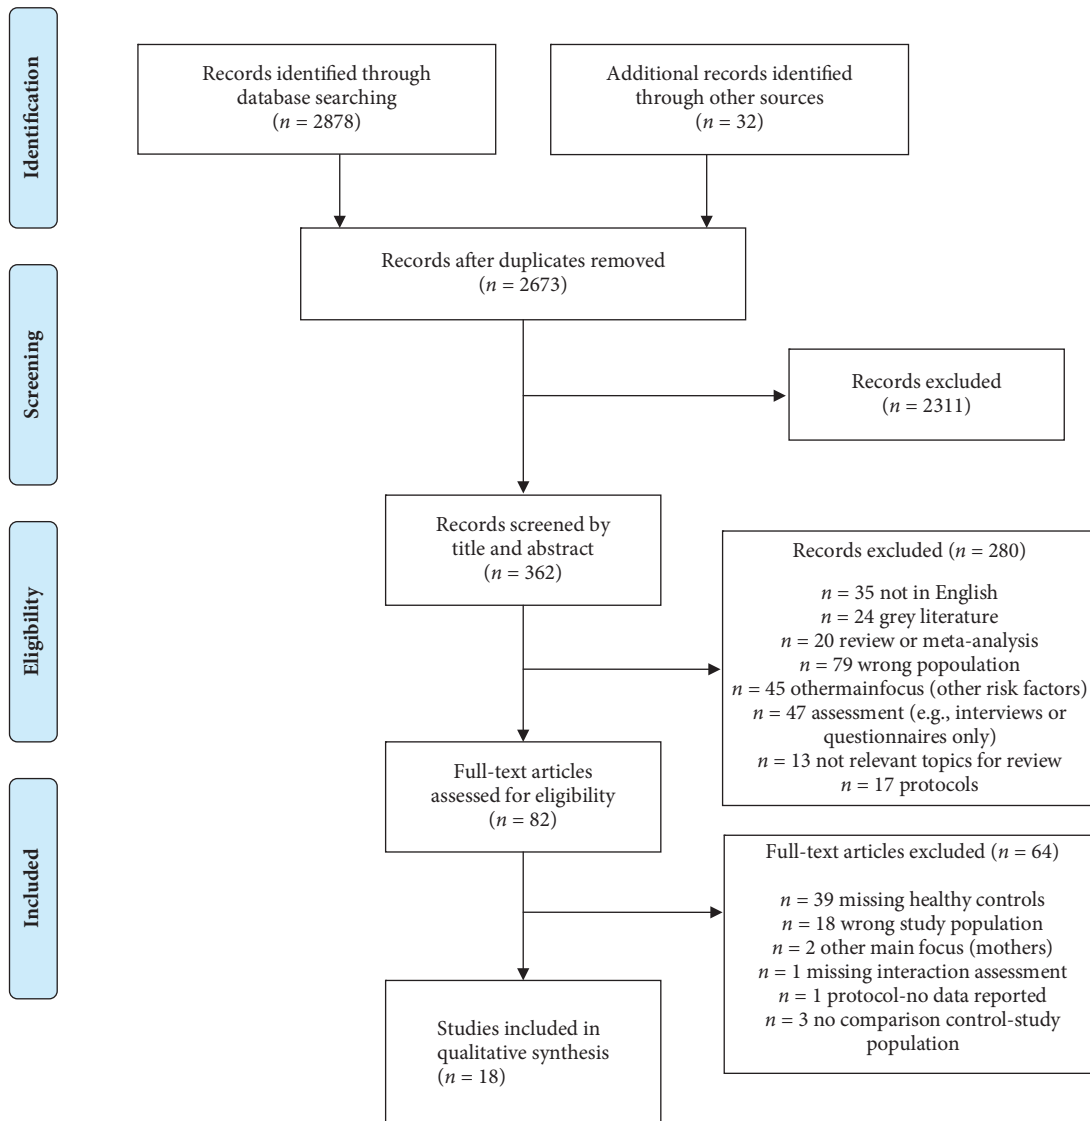 Identification
Records identified through
database searching
(n = 2878)
Additional records identified
through other sources
(n = 32)
Records after duplicates removed
(n = 2673)
Screening
Records excluded
(n = 2311)
Records screened by
title and abstract
(n = 362)
Eligibility
Records excluded (n = 280)
n = 35 not in English
n = 24 grey literature
n = 20 review or meta-analysis
n = 79 wrong popoulation
n = 45 othermainfocus (other risk factors)
n = 47 assessment (e.g., interviews or
questionnaires only)
n = 13 not relevant topics for review
n = 17 protocols
Full-text articles
assessed for eligibility
(n = 82)
Included
Full-text articles excluded (n = 64)
n = 39 missing healthy controls
n = 18 wrong study population
n = 2 other main focus (mothers)
n = 1 missing interaction assessment
n = 1 protocol-no data reported
n = 3 no comparison control-study
population
Studies included in
qualitative synthesis
(n = 18)